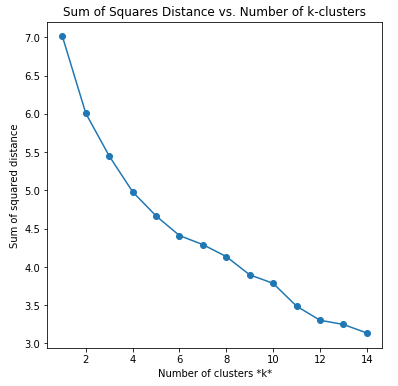 Sum of Squares Distance vs. Number of k-clusters
7.0
6.5
6.0
5.5
5.0
4.5
4.0
3.5
3.0
Sum of squared distance
2 4 6 8 10 12 14
Number of clusters *k*